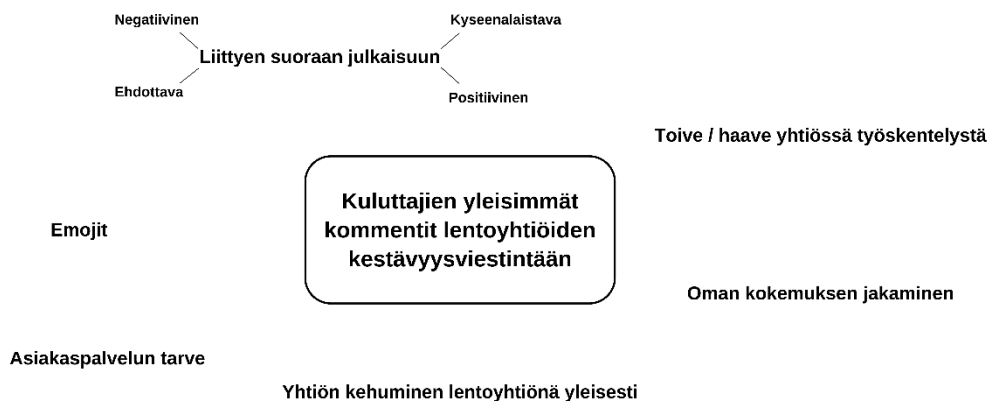 Negatiivinen
Kyseenalaistava
Liittyen suoraan julkaisuun
Ehdottava
Positiivinen
Toive / haave yhtiössä työskentelystä
Kuluttajien yleisimmät
kommentit lentoyhtiöiden
kestävyysviestintään
Emojit
Oman kokemuksen jakaminen
Asiakaspalvelun tarve
Yhtiön kehuminen lentoyhtiönä yleisesti